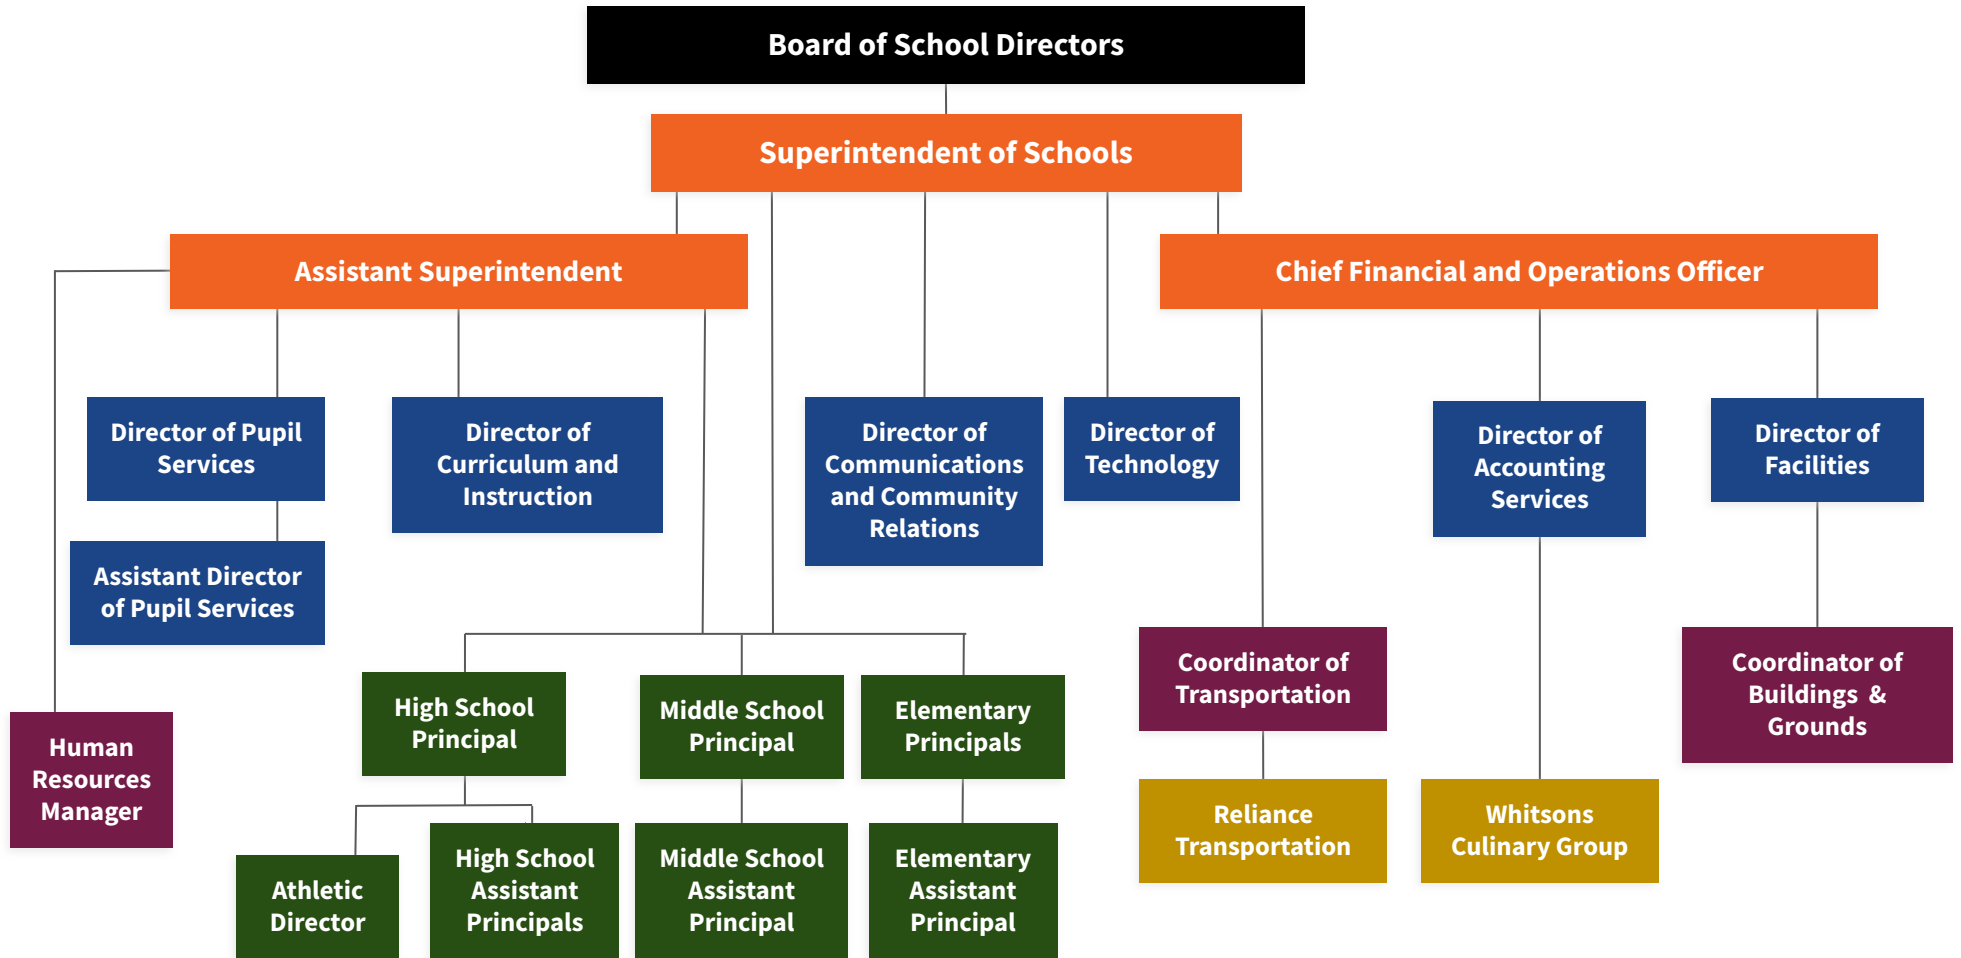 Board of School Directors
Superintendent of Schools
Assistant Superintendent
Chief Financial and Operations Officer
Director of Pupil
Services
Director of
Curriculum and
Instruction
Director of
Communications
and Community
Relations
Director of
Technology
Director of
Accounting
Services
Director of
Facilities
Assistant Director
of Pupil Services
Coordinator of
Transportation
Coordinator of
Buildings &
Grounds
High School
Principal
Middle School
Principal
Elementary
Principals
Human
Resources
Manager
Reliance
Transportation
Whitsons
Culinary Group
Athletic
Director
High School
Assistant
Principals
Middle School
Assistant
Principal
Elementary
Assistant
Principal